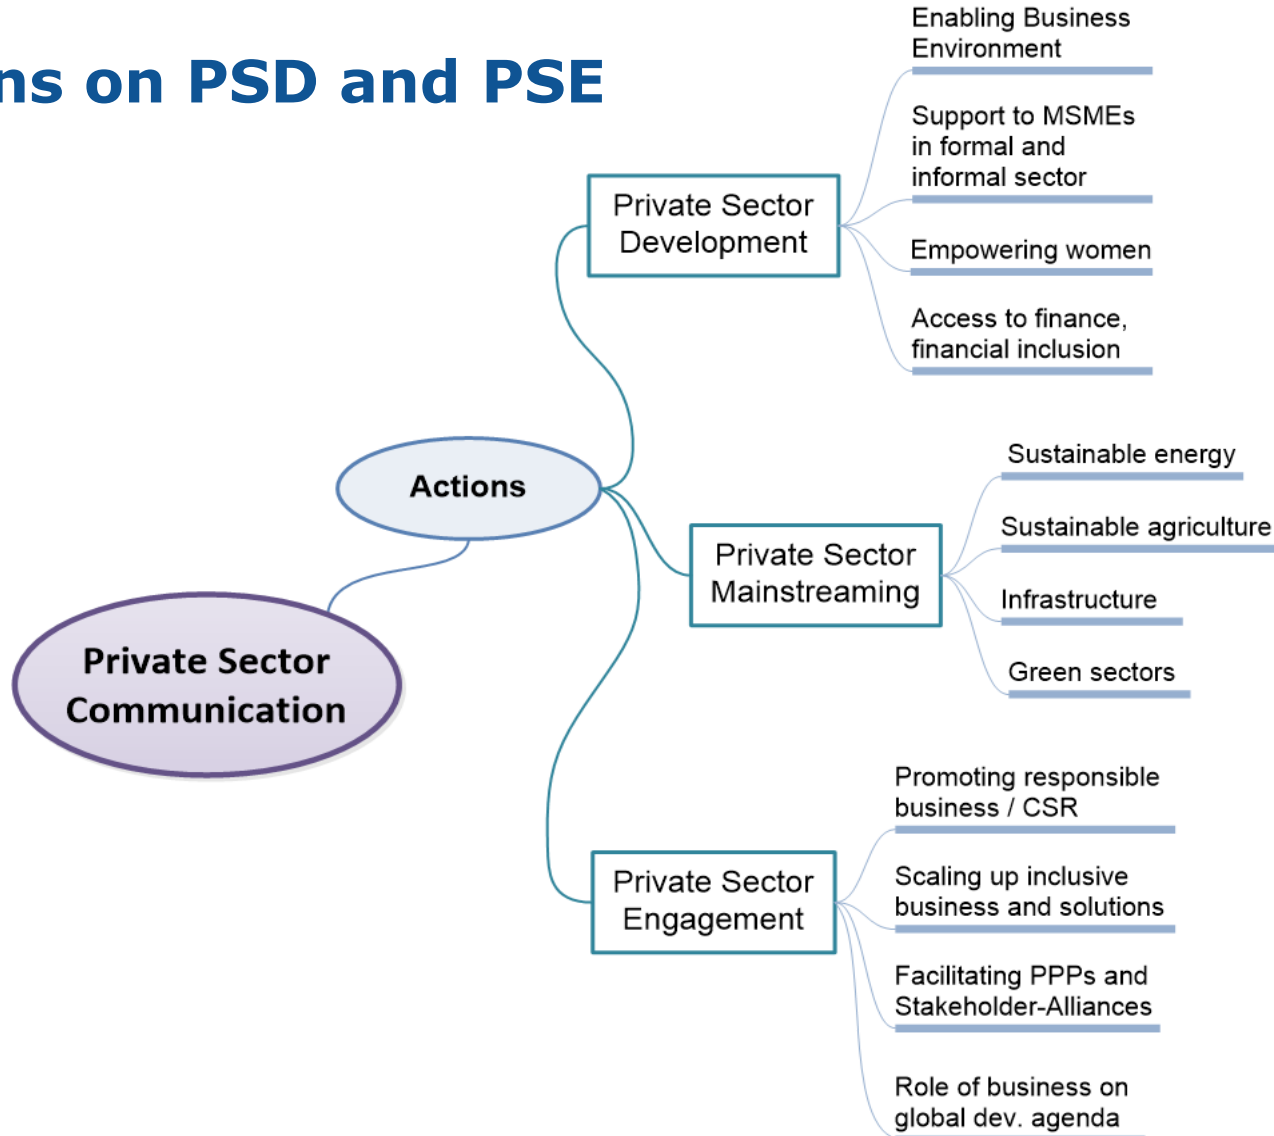 ns on PSD and PSE
Enabling Business
Environment
Support to MSMEs
in formal and
informal sector
Private Sector
Development
Empowering women
Access to finance,
financial inclusion
Actions
Sustainable energy
Sustainable agriculture
Private Sector
Mainstreaming
Infrastructure
Green sectors
Private Sector
Communication
Promoting responsible
business / CSR
Scaling up inclusive
business and solutions
Private Sector
Engagement
Facilitating PPPs and
Stakeholder-Alliances
Role of business on
global dev. agenda